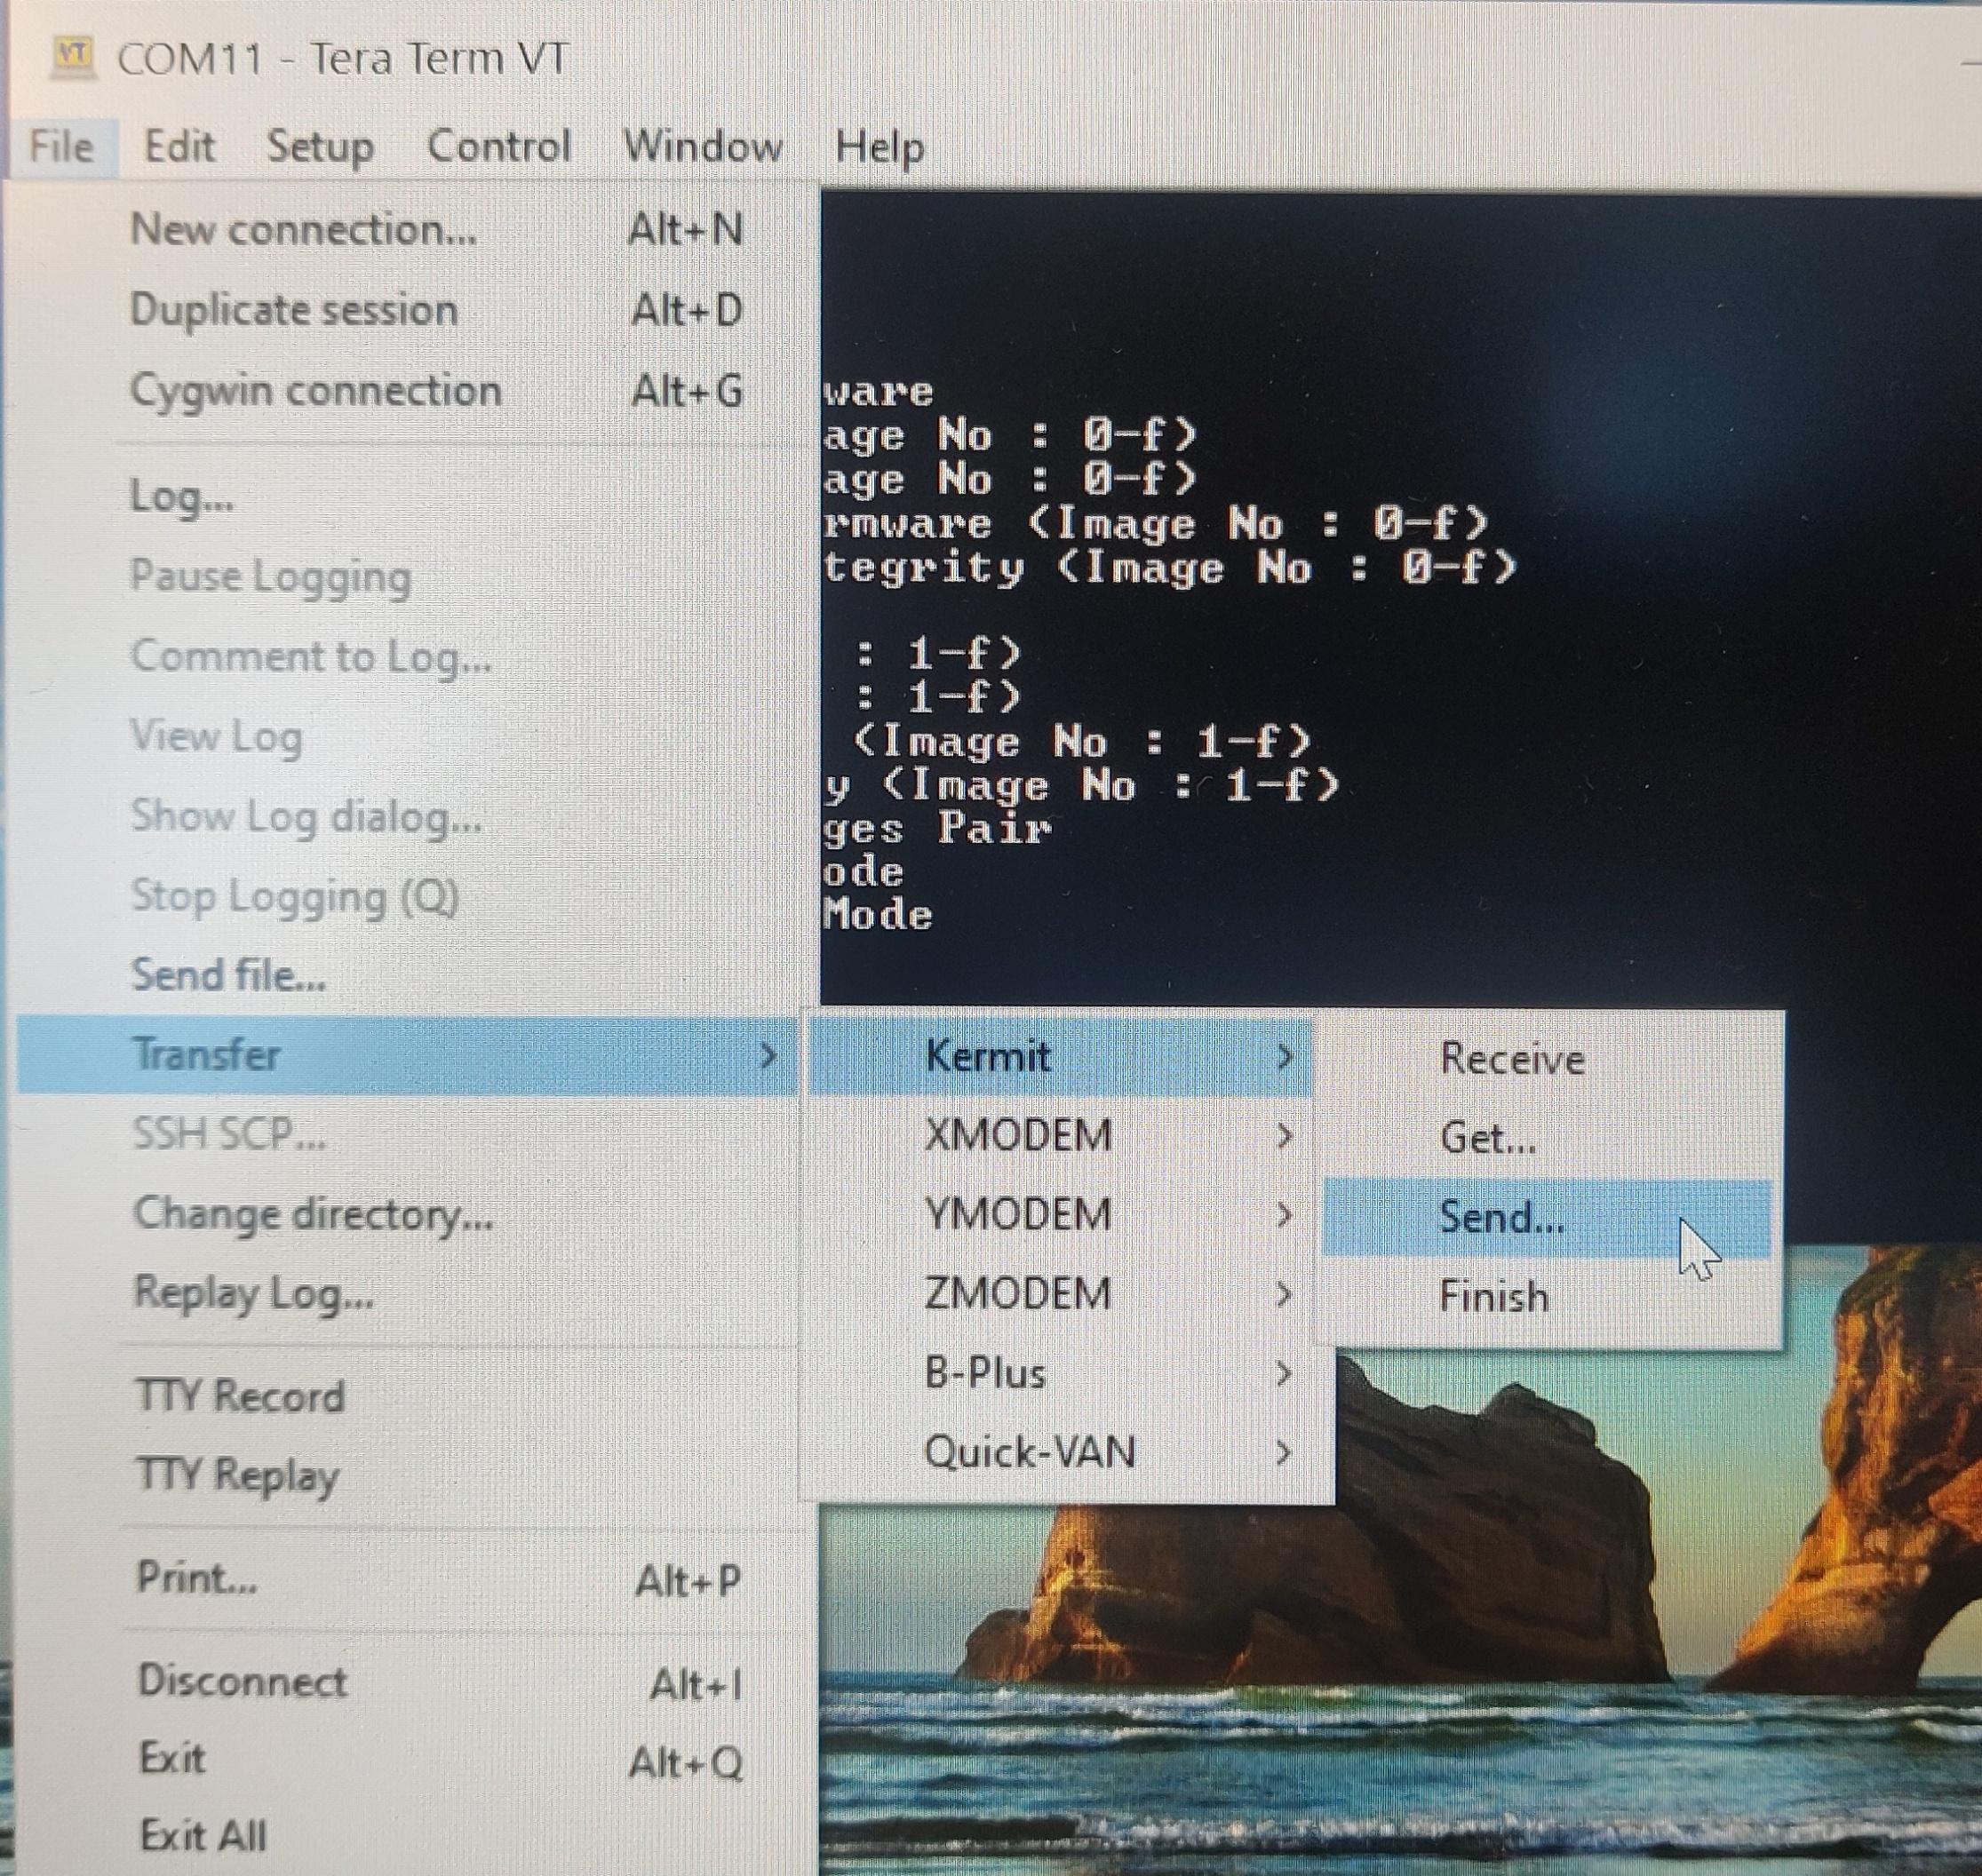 VT
COM11 - Tera Term VT
File Edit Setup Control Window Help
New connection... Alt+N
Duplicate session Alt+D
Cygwin connection Alt+G
Log...
Pause Logging
Comment to Log...
View Log
Show Log dialog...
Stop Logging (Q)
Send file...
Transfer >
SSH SCP...
Change directory...
Replay Log...
TTY Record
TTY Replay
Print... Alt+P
Disconnect Alt+I
Exit Alt+Q
Exit All
ware
age No : 0-f)
age No : 0-f)
rmware (Image No : 0-f)
tegrity (Image No : 0-f)
: 1-f)
: 1-f)
(Image No : 1-f)
y (Image No : 1-f)
ges Pair
ode
Mode
Kermit >
XMODEM >
YMODEM >
ZMODEM >
B-Plus >
Quick-VAN >
Receive
Get...
Send...
Finish